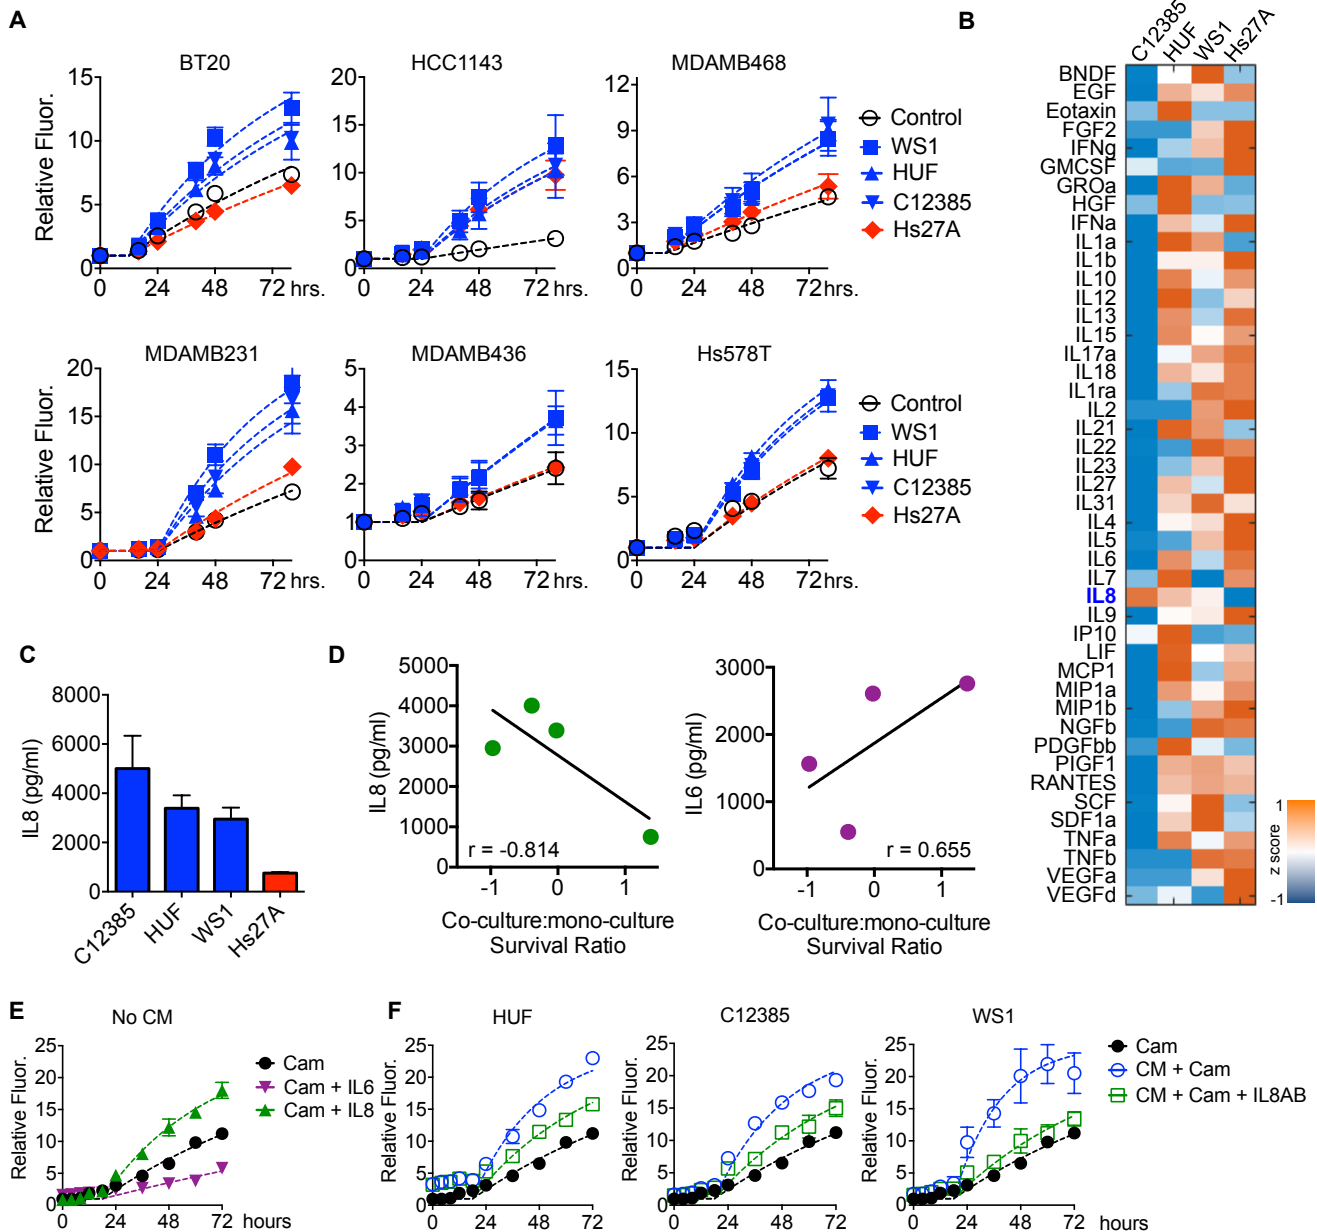 A
BT20
HCC1143
MDAMB468
Relative Fluor.
15
10
5
0
0 24 48 72 hrs.
20
15
10
5
0
0 24 48 72 hrs.
12
9
6
3
0
0 24 48 72 hrs.
Control
WS1
HUF
C12385
Hs27A
MDAMB231
MDAMB436
Hs578T
Relative Fluor.
20
15
10
5
0
0 24 48 72 hrs.
5
4
3
2
1
0
0 24 48 72 hrs.
15
10
5
0
0 24 48 72 hrs.
Control
WS1
HUF
C12385
Hs27A
B
C12385
HUF
WS1
Hs27A
BNDF
EGF
Eotaxin
FGF2
IFNg
GMCSF
GROa
HGF
IFNa
IL1a
IL1b
IL10
IL12
IL13
IL15
IL17a
IL18
IL1ra
IL2
IL21
IL22
IL23
IL27
IL31
IL4
IL5
IL6
IL7
IL8
IL9
IP10
LIF
MCP1
MIP1a
MIP1b
NGFb
PDGFbb
PIGF1
RANTES
SCF
SDF1a
TNFa
TNFb
VEGFa
VEGFd
1
z score
-1
C
IL8 (pg/ml)
8000
6000
4000
2000
0
C12385
HUF
WS1
Hs27A
D
IL8 (pg/ml)
5000
4000
3000
2000
1000
0
r = -0.814
-1 0 1
Co-culture:mono-culture
Survival Ratio
IL6 (pg/ml)
3000
2000
1000
0
r = 0.655
-1 0 1
Co-culture:mono-culture
Survival Ratio
E
No CM
Relative Fluor.
25
20
15
10
5
0
0 24 48 72 hours
Cam
Cam + IL6
Cam + IL8
F
HUF
Relative Fluor.
25
20
15
10
5
0
0 24 48 72
C12385
Relative Fluor.
25
20
15
10
5
0
0 24 48 72
WS1
Relative Fluor.
25
20
15
10
5
0
0 24 48 72 hours
Cam
CM + Cam
CM + Cam + IL8AB